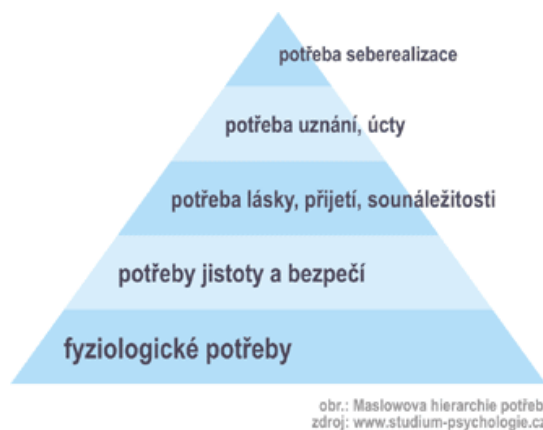 potřeba seberealizace
potřeba uznání, úcty
potřeba lásky, přijetí, sounáležitosti
potřeby jistoty a bezpečí
fyziologické potřeby
obr.: Maslowova hierarchie potřeb
zdroj: www.studium-psychologie.cz